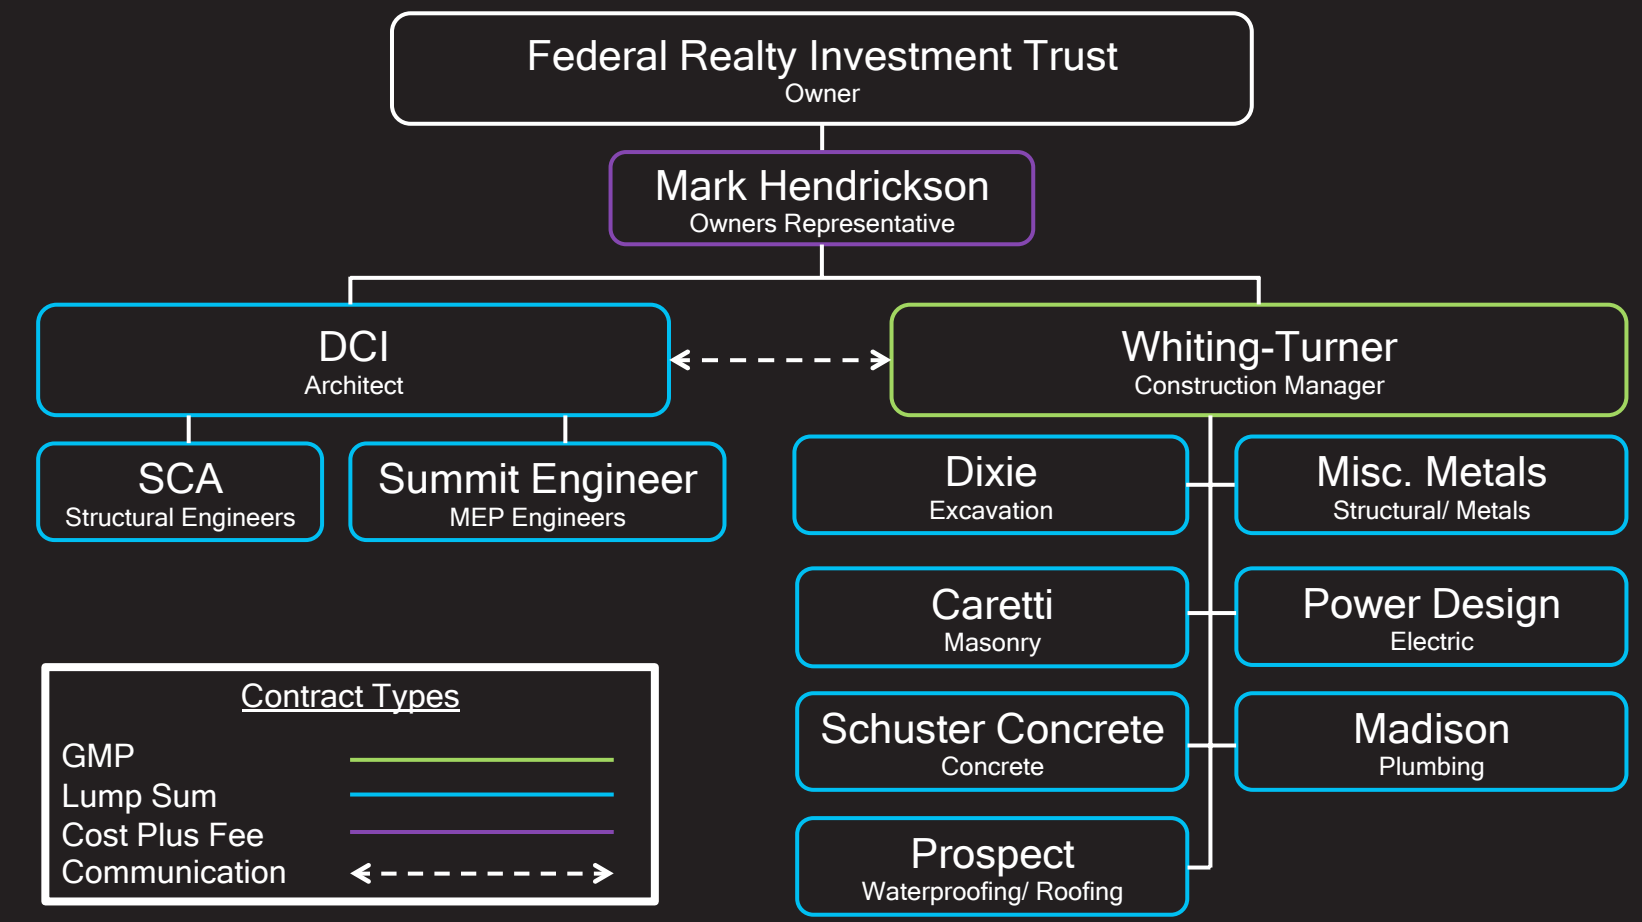 Federal Realty Investment Trust
Owner
Mark Hendrickson
Owners Representative
DCI
Architect
Whiting-Turner
Construction Manager
SCA
Structural Engineers
Summit Engineer
MEP Engineers
Dixie
Excavation
Misc. Metals
Structural/ Metals
Caretti
Masonry
Power Design
Electric
Schuster Concrete
Concrete
Madison
Plumbing
Prospect
Waterproofing/ Roofing
Contract Types
GMP
Lump Sum
Cost Plus Fee
Communication